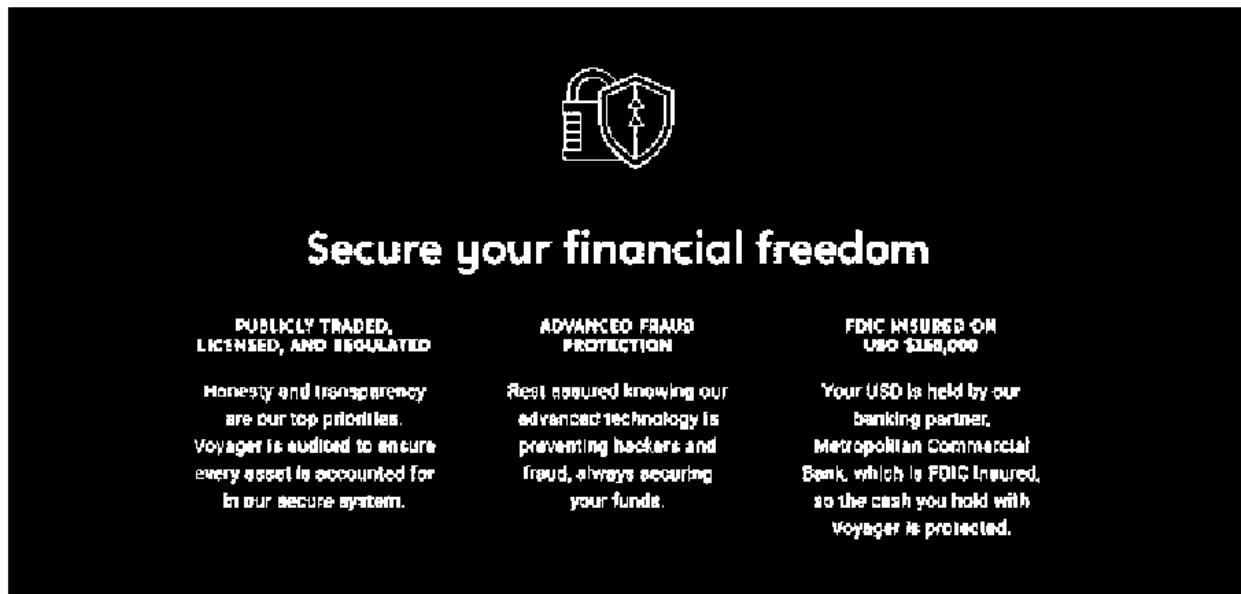 Secure your financial freedom
PUBLICLY TRADED,
LICENSED, AND REGULATED
Honesty and transparency
are our top priorities.
Voyager is audited to ensure
every asset is accounted for
in our secure system.
ADVANCED FRAUD
PROTECTION
Rest assured knowing our
advanced technology is
preventing hackers and
fraud, always securing
your funds.
FDIC INSURED ON
USD
Your USD is held by our
banking partner,
Metropolitan Commercial
Bank, which is FDIC insured,
so the cash you hold with
Voyager is protected.